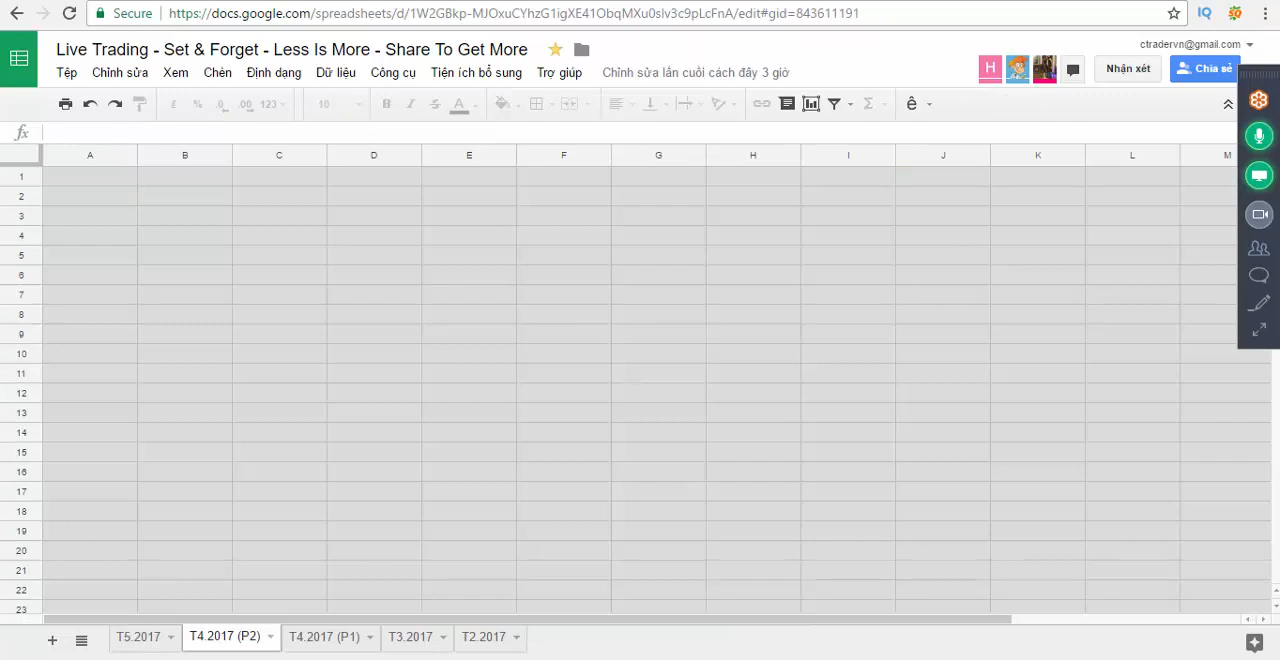 Secure
https://docs.google.com/spreadsheets/d/1W2GBkp-MJOxuCYhzG1igXE41ObqMXu0slv3c9pLcFnA/edit#gid=843611191
IQ
SQ
Live Trading - Set & Forget - Less Is More - Share To Get More
ctradervn@gmail.com
Tệp Chỉnh sửa Xem Chèn Định dạng Dữ liệu Công cụ Tiện ích bổ Trợ giúp Chỉnh sửa lần cuối cách đây 3 giờ
H
Nhận xét
Chia sẻ
£ % .0 .00 123 10 B I S A Σ ê
fx
A B C D E F G H I J K L M
1
2
3
4
5
6
7
8
9
10
11
12
13
14
15
16
17
18
19
20
21
22
23
T5.2017 T4.2017 (P2) T4.2017 (P1) T3.2017 T2.2017